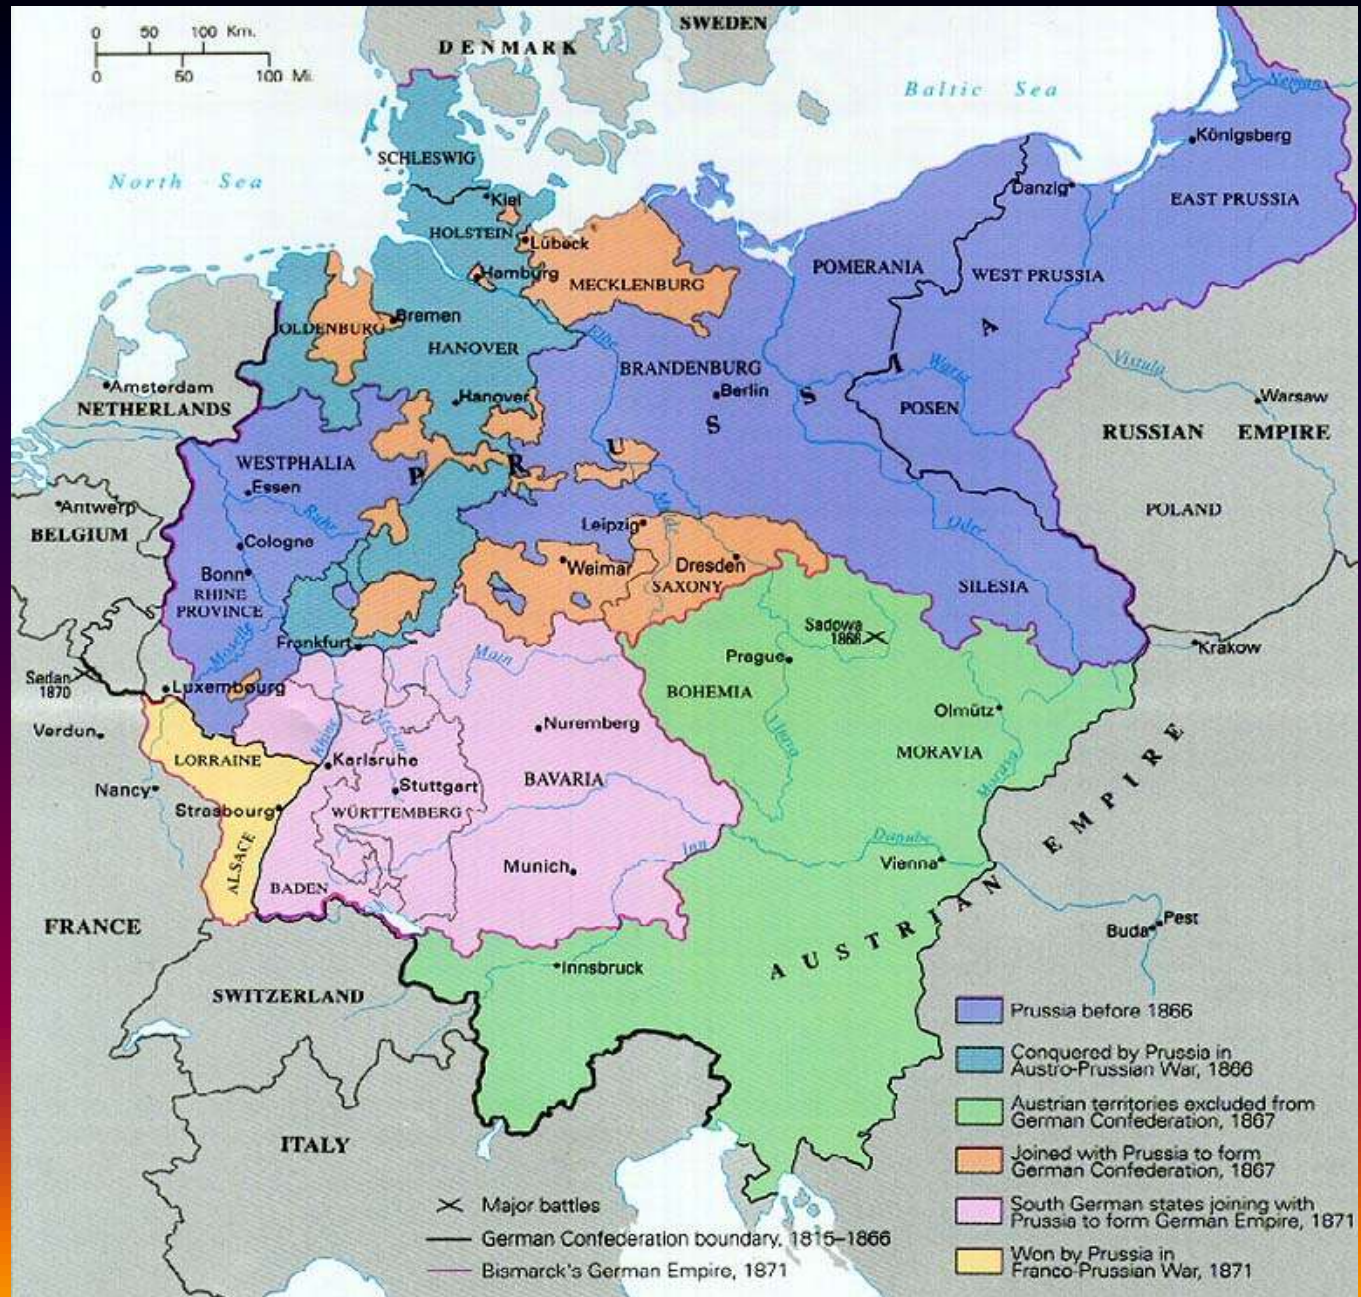 SWEDEN
0 50 100 Km.
0 50 100 Mi.
DENMARK
Baltic Sea
North Sea
Neman
Königsberg
SCHLESWIG
Danzig
EAST PRUSSIA
Kiel
HOLSTEIN
Lübeck
Hamburg
MECKLENBURG
POMERANIA
WEST PRUSSIA
OLDENBURG
Bremen
HANOVER
Elbe
BRANDENBURG
Berlin
Warta
Vistula
Amsterdam
NETHERLANDS
Hanover
POSEN
Warsaw
PRUSSIA
RUSSIAN EMPIRE
WESTPHALIA
Essen
Ruhr
Antwerp
BELGIUM
Cologne
Leipzig
Oder
POLAND
Bonn
RHINE
PROVINCE
Weimar
Dresden
SAXONY
SILESIA
Moselle
Frankfurt
Main
Sadowa
1866
Prague
Krakow
Sedan
1870
Luxembourg
BOHEMIA
Olmütz
Verdun
Rhine
Neckar
Nuremberg
MORAVIA
Morava
LORRAINE
Karlsruhe
Nancy
Stuttgart
BAVARIA
Strasbourg
WÜRTTEMBERG
Inn
Danube
Vienna
Munich
ALSACE
BADEN
FRANCE
AUSTRIAN EMPIRE
Buda
Pest
Innsbruck
SWITZERLAND
ITALY
Prussia before 1866
Conquered by Prussia in
Austro-Prussian War, 1866
Austrian territories excluded from
German Confederation, 1867
Joined with Prussia to form
German Confederation, 1867
South German states joining with
Prussia to form German Empire, 1871
Won by Prussia in
Franco-Prussian War, 1871
Major battles
German Confederation boundary, 1815–1866
Bismarck's German Empire, 1871